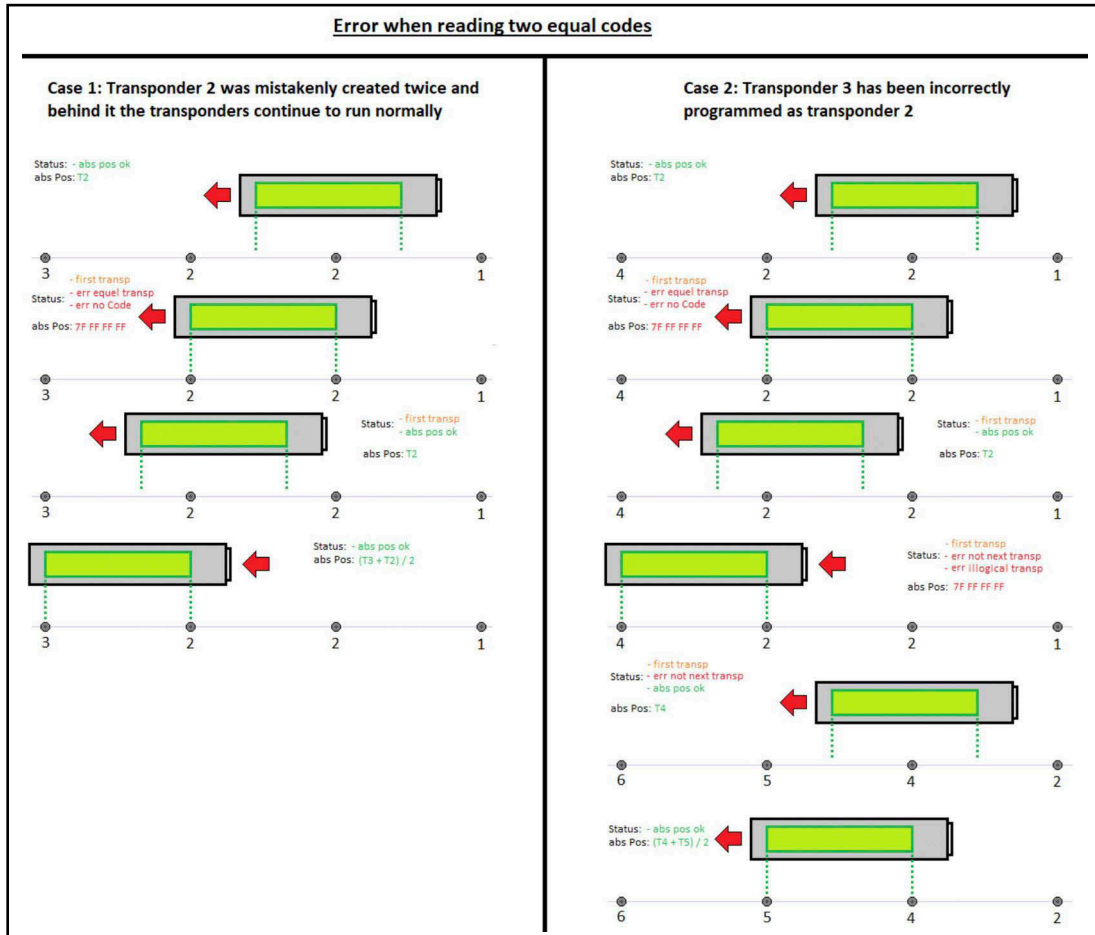 Error when reading two equal codes
Case 1: Transponder 2 was mistakenly created twice and
behind it the transponders continue to run normally
Status: - abs pos ok
abs Pos: T2
3 2 2 1
- first transp
Status: - err equel transp
- err no Code
abs Pos: 7F FF FF FF
3 2 2 1
Status: - first transp
- abs pos ok
abs Pos: T2
3 2 2 1
Status: - abs pos ok
abs Pos: (T3 + T2) / 2
3 2 2 1
Case 2: Transponder 3 has been incorrectly
programmed as transponder 2
Status: - abs pos ok
abs Pos: T2
4 2 2 1
- first transp
Status: - err equel transp
- err no Code
abs Pos: 7F FF FF FF
4 2 2 1
Status: - first transp
- abs pos ok
abs Pos: T2
4 2 2 1
- first transp
Status: - err not next transp
- err illogical transp
abs Pos: 7F FF FF FF
4 2 2 1
- first transp
Status: - err not next transp
- abs pos ok
abs Pos: T4
6 5 4 2
Status: - abs pos ok
abs Pos: (T4 + T5) / 2
6 5 4 2